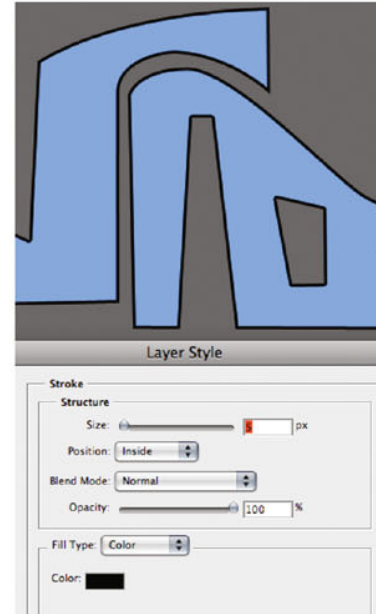 Layer Style
Stroke
Structure
Size: 5 px
Position: Inside
Blend Mode: Normal
Opacity: 100 %
Fill Type: Color
Color: